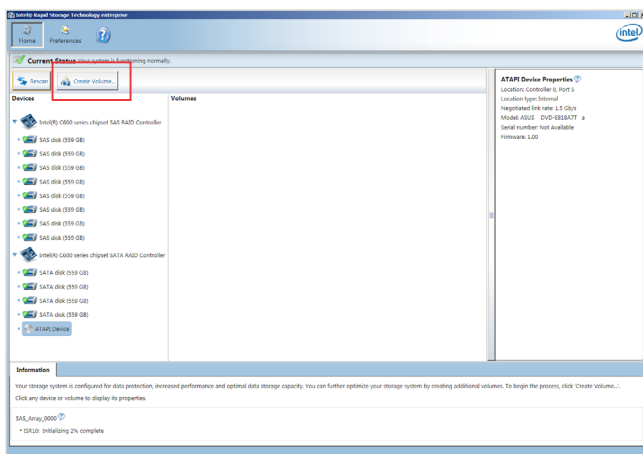 Intel® Rapid Storage Technology enterprise
Home
Preferences
intel
Current Status Your system is functioning normally.
Rescan
Create Volume...
Devices
Volumes
Intel(R) C600 series chipset SAS RAID Controller
SAS disk (559 GB)
SAS disk (559 GB)
SAS disk (559 GB)
SAS disk (559 GB)
SAS disk (559 GB)
SAS disk (559 GB)
SAS disk (559 GB)
SAS disk (559 GB)
Intel(R) C600 series chipset SATA RAID Controller
SATA disk (559 GB)
SATA disk (559 GB)
SATA disk (559 GB)
SATA disk (559 GB)
ATAPI Device
ATAPI Device Properties
Location: Controller 0, Port 5
Location type: Internal
Negotiated link rate: 1.5 Gb/s
Model: ASUS DVD-E818A7T a
Serial number: Not Available
Firmware: 1.00
Information
Your storage system is configured for data protection, increased performance and optimal data storage capacity. You can further optimize your storage system by creating additional volumes. To begin the process, click 'Create Volume...'.
Click any device or volume to display its properties.
SAS_Array_0000
• ISR10: Initializing 2% complete